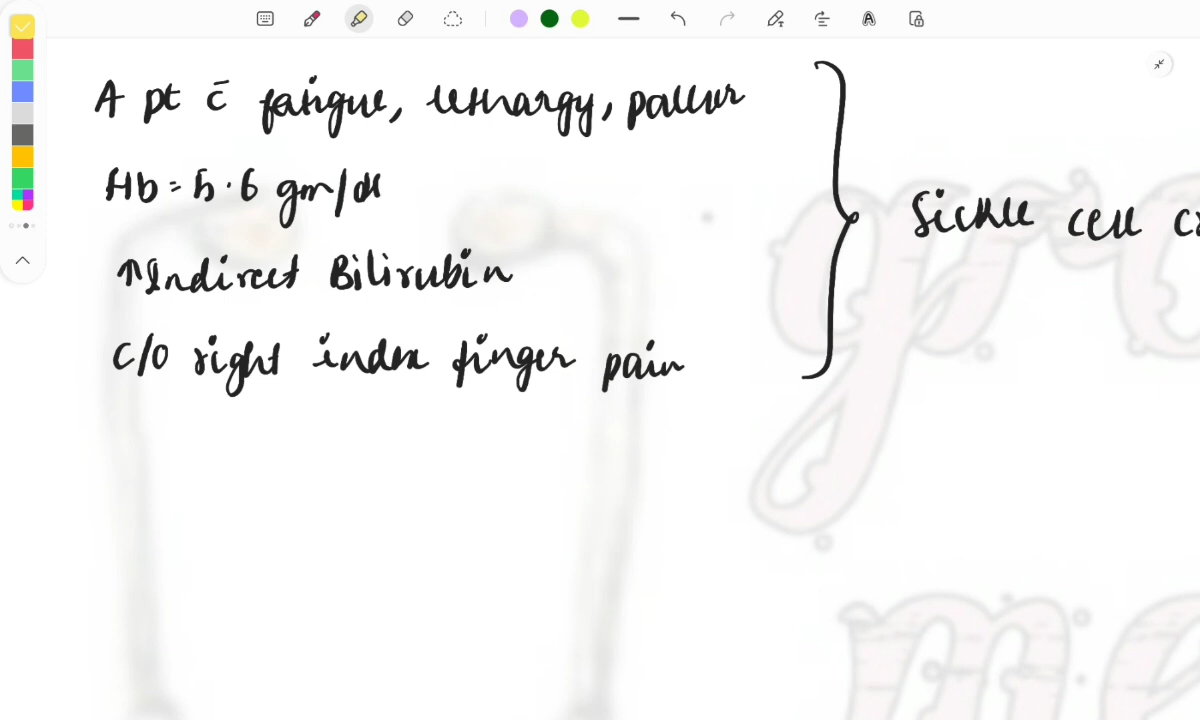 A pt c̄ fatigue, lethargy, pallor
Hb = 5.6 gm/dl
↑Indirect Bilirubin
C/O right index finger pain
Sickle cell